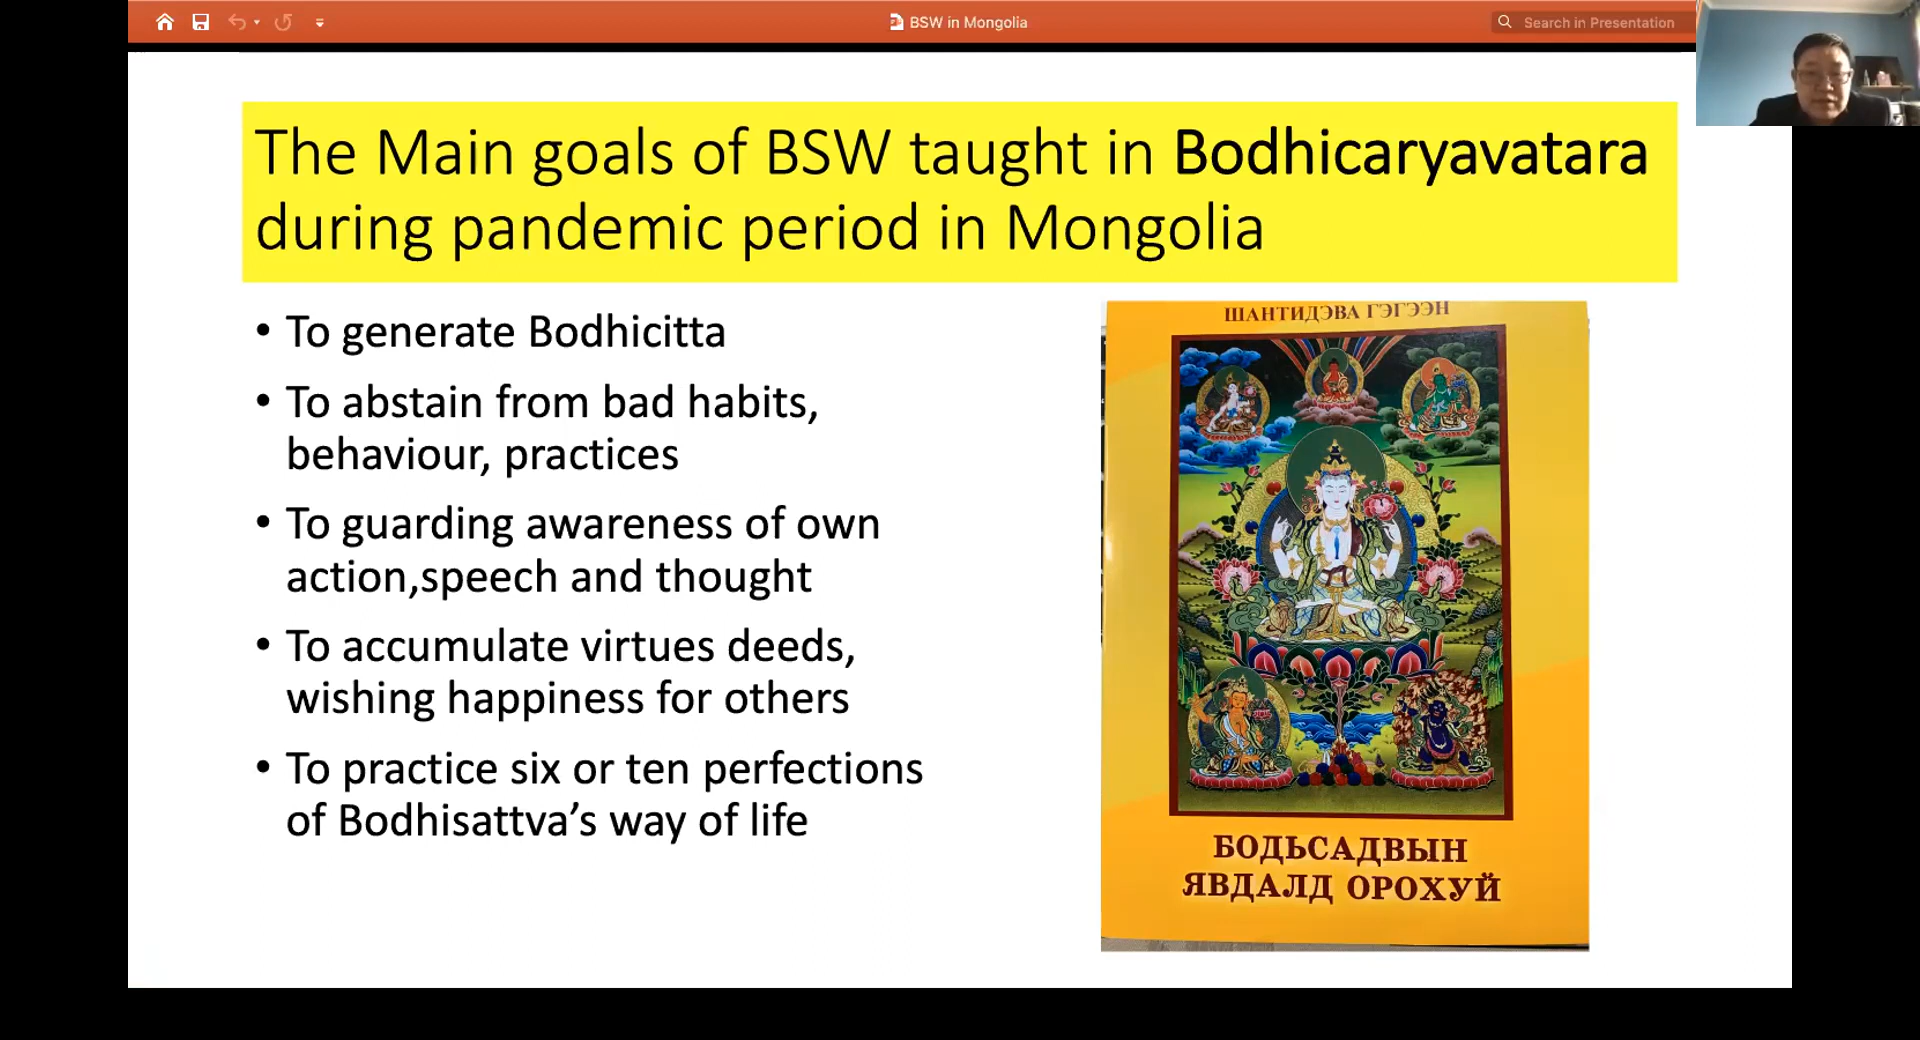 BSW in Mongolia
Search in Presentation
The Main goals of BSW taught in Bodhicaryavatara
during pandemic period in Mongolia
• To generate Bodhicitta
• To abstain from bad habits,
behaviour, practices
• To guarding awareness of own
action,speech and thought
• To accumulate virtues deeds,
wishing happiness for others
• To practice six or ten perfections
of Bodhisattva’s way of life
ШАНТИДЭВА ГЭГЭЭН
БОДЬСАДВЫН
ЯВДАЛД ОРОХУЙ